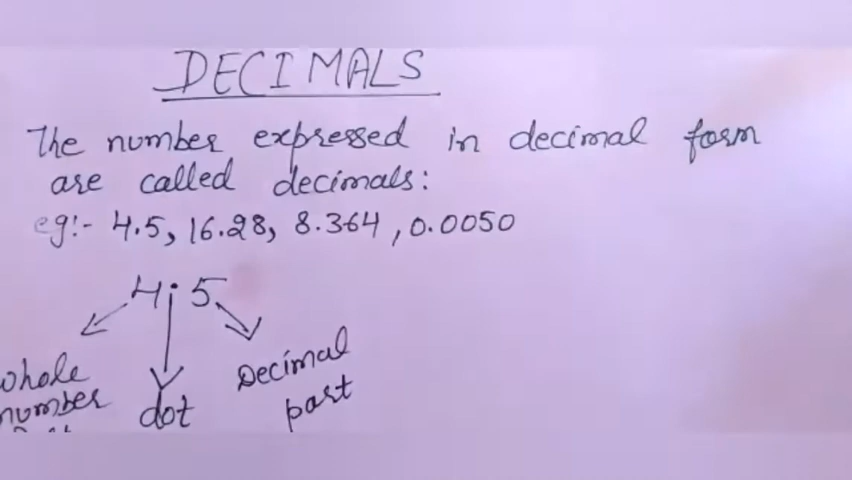 DECIMALS
The number expressed in decimal form
are called decimals:
eg:- 4.5, 16.28, 8.364, 0.0050
4.5
whole
number
dot
Decimal
part